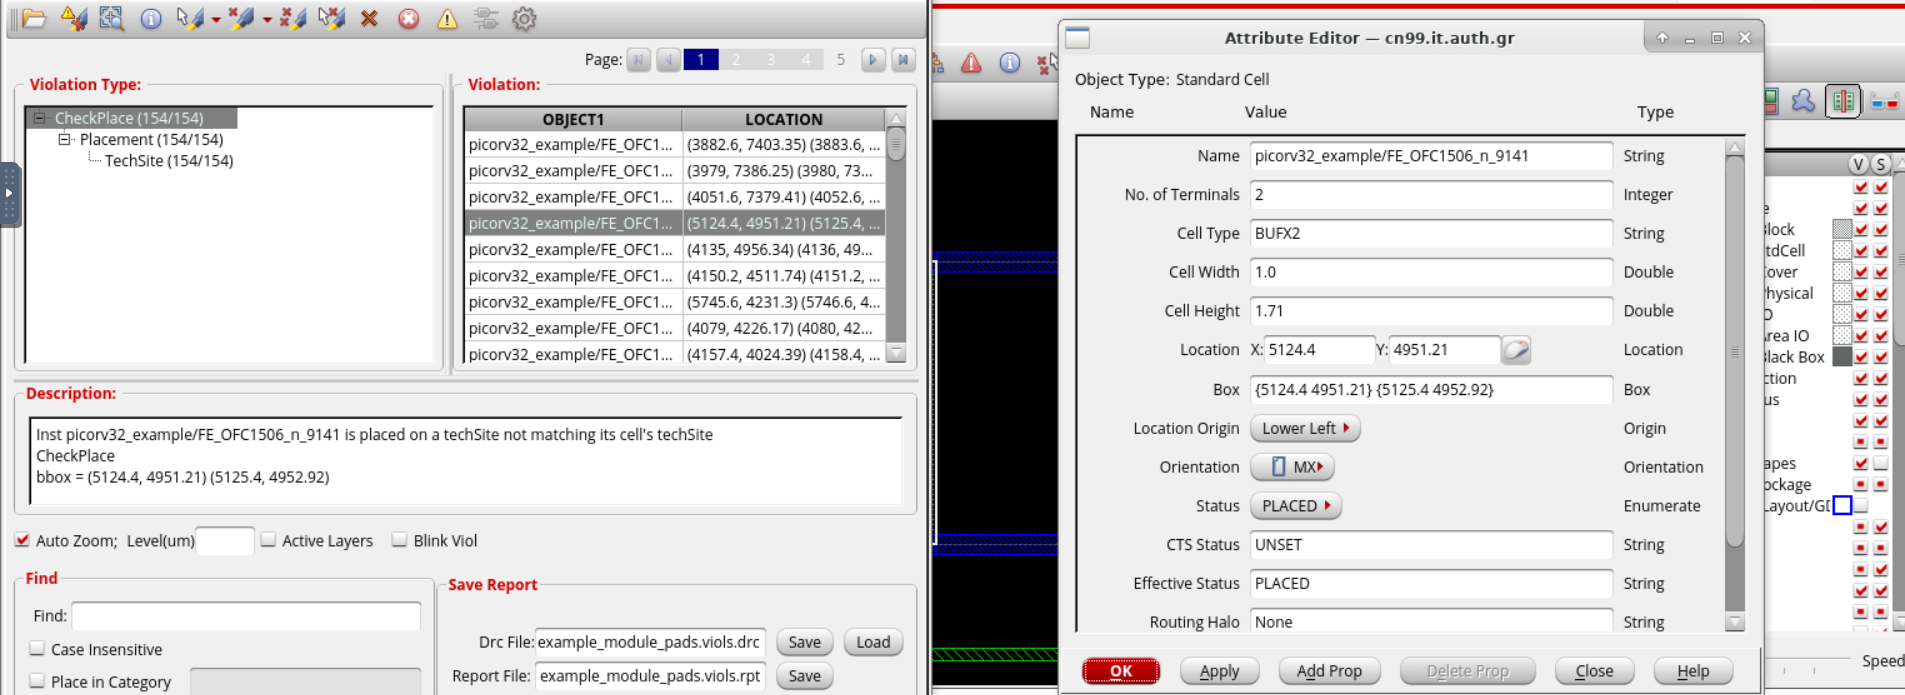 Page: 1 2 3 4 5
Violation Type:
CheckPlace (154/154)
Placement (154/154)
TechSite (154/154)
Violation:
OBJECT1 LOCATION
picorv32_example/FE_OFC1... (3882.6, 7403.35) (3883.6, ...
picorv32_example/FE_OFC1... (3979, 7386.25) (3980, 73...
picorv32_example/FE_OFC1... (4051.6, 7379.41) (4052.6, ...
picorv32_example/FE_OFC1... (5124.4, 4951.21) (5125.4, ...
picorv32_example/FE_OFC1... (4135, 4956.34) (4136, 49...
picorv32_example/FE_OFC1... (4150.2, 4511.74) (4151.2, ...
picorv32_example/FE_OFC1... (5745.6, 4231.3) (5746.6, 4...
picorv32_example/FE_OFC1... (4079, 4226.17) (4080, 42...
picorv32_example/FE_OFC1... (4157.4, 4024.39) (4158.4, ...
Description:
Inst picorv32_example/FE_OFC1506_n_9141 is placed on a techSite not matching its cell's techSite
CheckPlace
bbox = (5124.4, 4951.21) (5125.4, 4952.92)
Auto Zoom; Level(um) Active Layers Blink Viol
Find
Find:
Case Insensitive
Place in Category
Save Report
Drc File: example_module_pads.viols.drc Save Load
Report File: example_module_pads.viols.rpt Save
Attribute Editor — cn99.it.auth.gr
Object Type: Standard Cell
Name Value Type
Name picorv32_example/FE_OFC1506_n_9141 String
No. of Terminals 2 Integer
Cell Type BUFX2 String
Cell Width 1.0 Double
Cell Height 1.71 Double
Location X: 5124.4 Y: 4951.21 Location
Box {5124.4 4951.21} {5125.4 4952.92} Box
Location Origin Lower Left Origin
Orientation MX Orientation
Status PLACED Enumerate
CTS Status UNSET String
Effective Status PLACED String
Routing Halo None String
OK Apply Add Prop Delete Prop Close Help
V S
e
lock
tdCell
over
hysical
O
rea IO
lack Box
ction
us
apes
ockage
Layout/GI
Speed